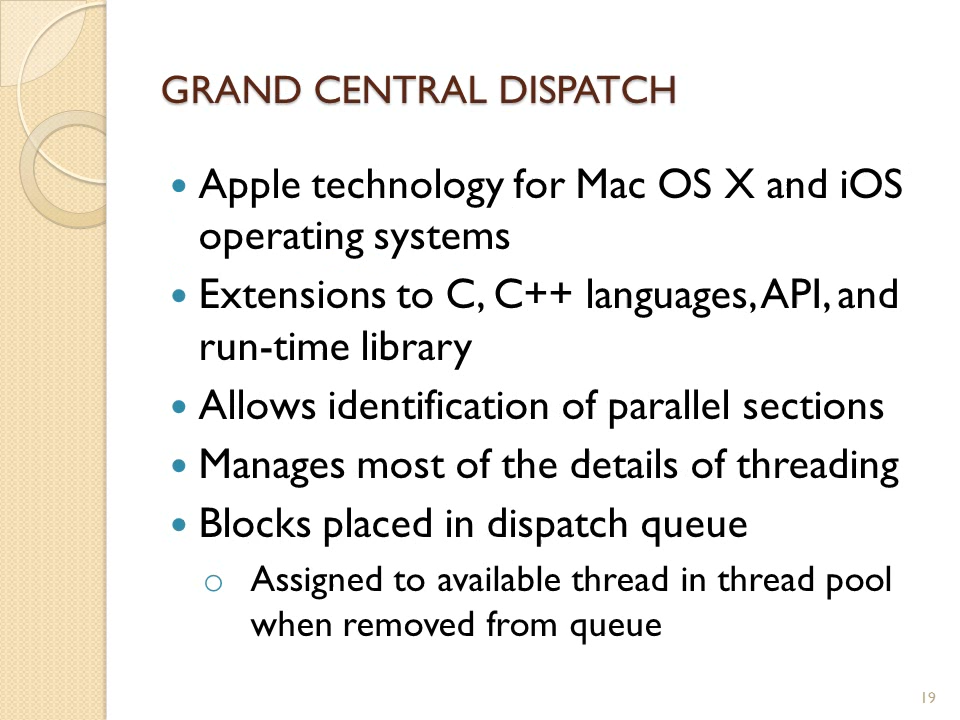 GRAND CENTRAL DISPATCH
• Apple technology for Mac OS X and iOS
operating systems
• Extensions to C, C++ languages, API, and
run-time library
• Allows identification of parallel sections
• Manages most of the details of threading
• Blocks placed in dispatch queue
o Assigned to available thread in thread pool
when removed from queue
19